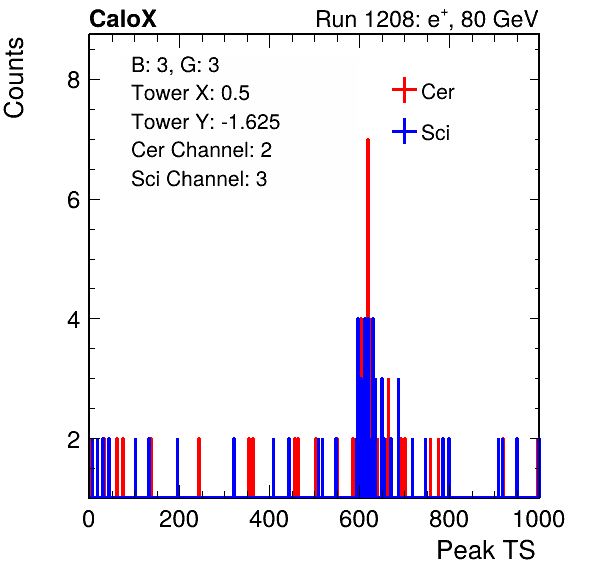 CaloX
Run 1208: e+, 80 GeV
Counts
B: 3, G: 3
Tower X: 0.5
Tower Y: -1.625
Cer Channel: 2
Sci Channel: 3
Cer
Sci
8
6
4
2
0 200 400 600 800 1000
Peak TS